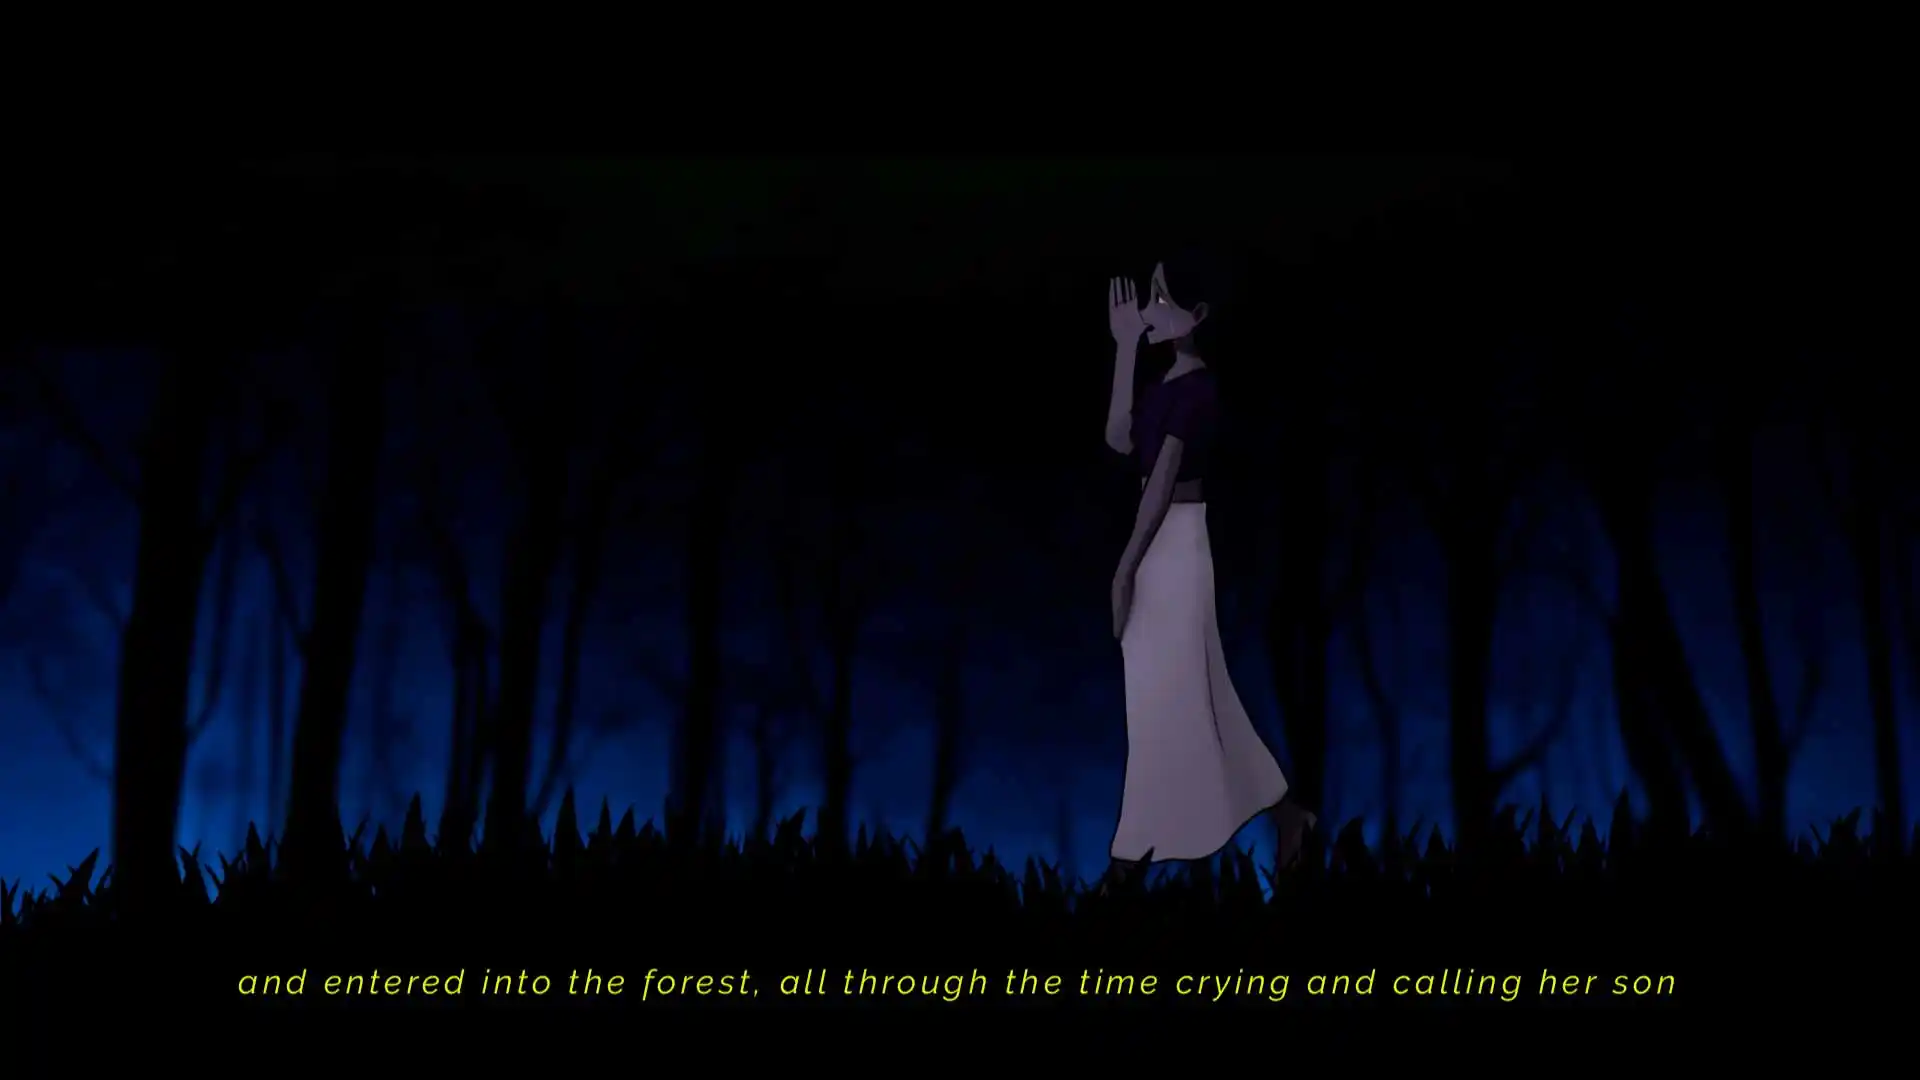 and entered into the forest, all through the time crying and calling her son